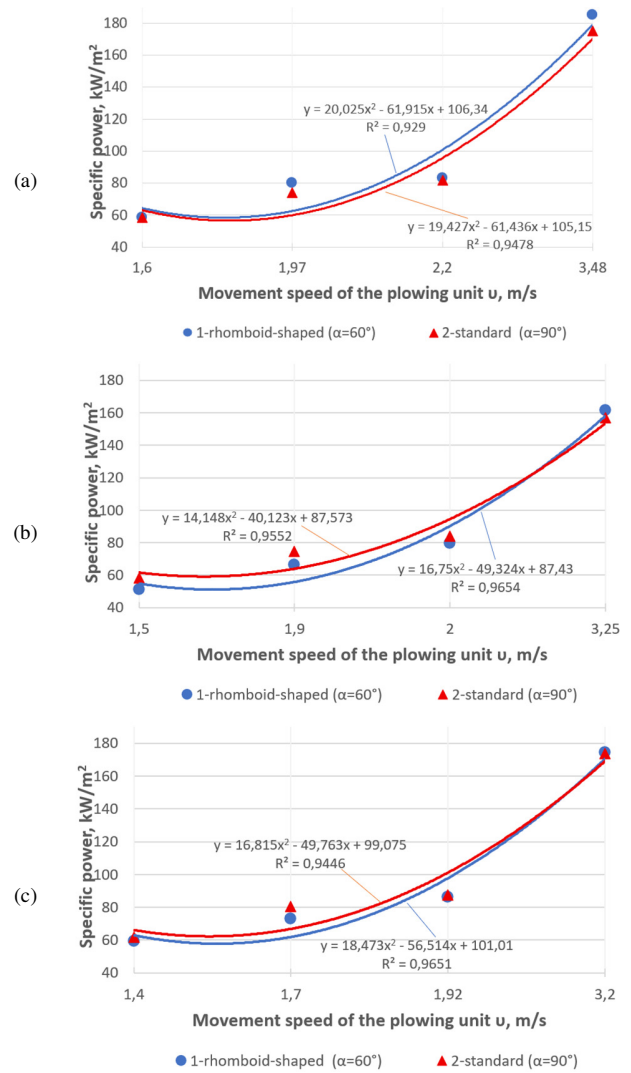 (a)
Specific power, kW/m²
180
160
140
120
100
80
60
40
y = 20,025x² - 61,915x + 106,34
R² = 0,929
y = 19,427x² - 61,436x + 105,15
R² = 0,9478
1,6 1,97 2,2 3,48
Movement speed of the plowing unit υ, m/s
1-rhomboid-shaped (α=60°) 2-standard (α=90°)
(b)
Specific power, kW/m²
180
160
140
120
100
80
60
40
y = 14,148x² - 40,123x + 87,573
R² = 0,9552
y = 16,75x² - 49,324x + 87,43
R² = 0,9654
1,5 1,9 2 3,25
Movement speed of the plowing unit υ, m/s
1-rhomboid-shaped (α=60°) 2-standard (α=90°)
(c)
Specific power, kW/m²
180
160
140
120
100
80
60
40
y = 16,815x² - 49,763x + 99,075
R² = 0,9446
y = 18,473x² - 56,514x + 101,01
R² = 0,9651
1,4 1,7 1,92 3,2
Movement speed of the plowing unit υ, m/s
1-rhomboid-shaped (α=60°) 2-standard (α=90°)